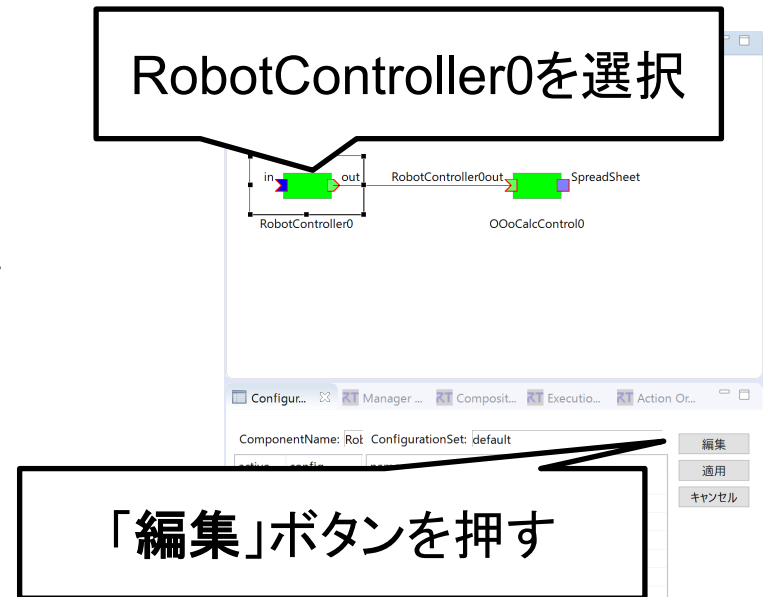 RobotController0を選択
in
out
RobotController0out
SpreadSheet
RobotController0
OOoCalcControl0
Configur...
RT Manager ...
RT Composit...
RT Executio...
RT Action Or...
ComponentName: Rob
ConfigurationSet: default
編集
適用
キャンセル
active config
「編集」ボタンを押す